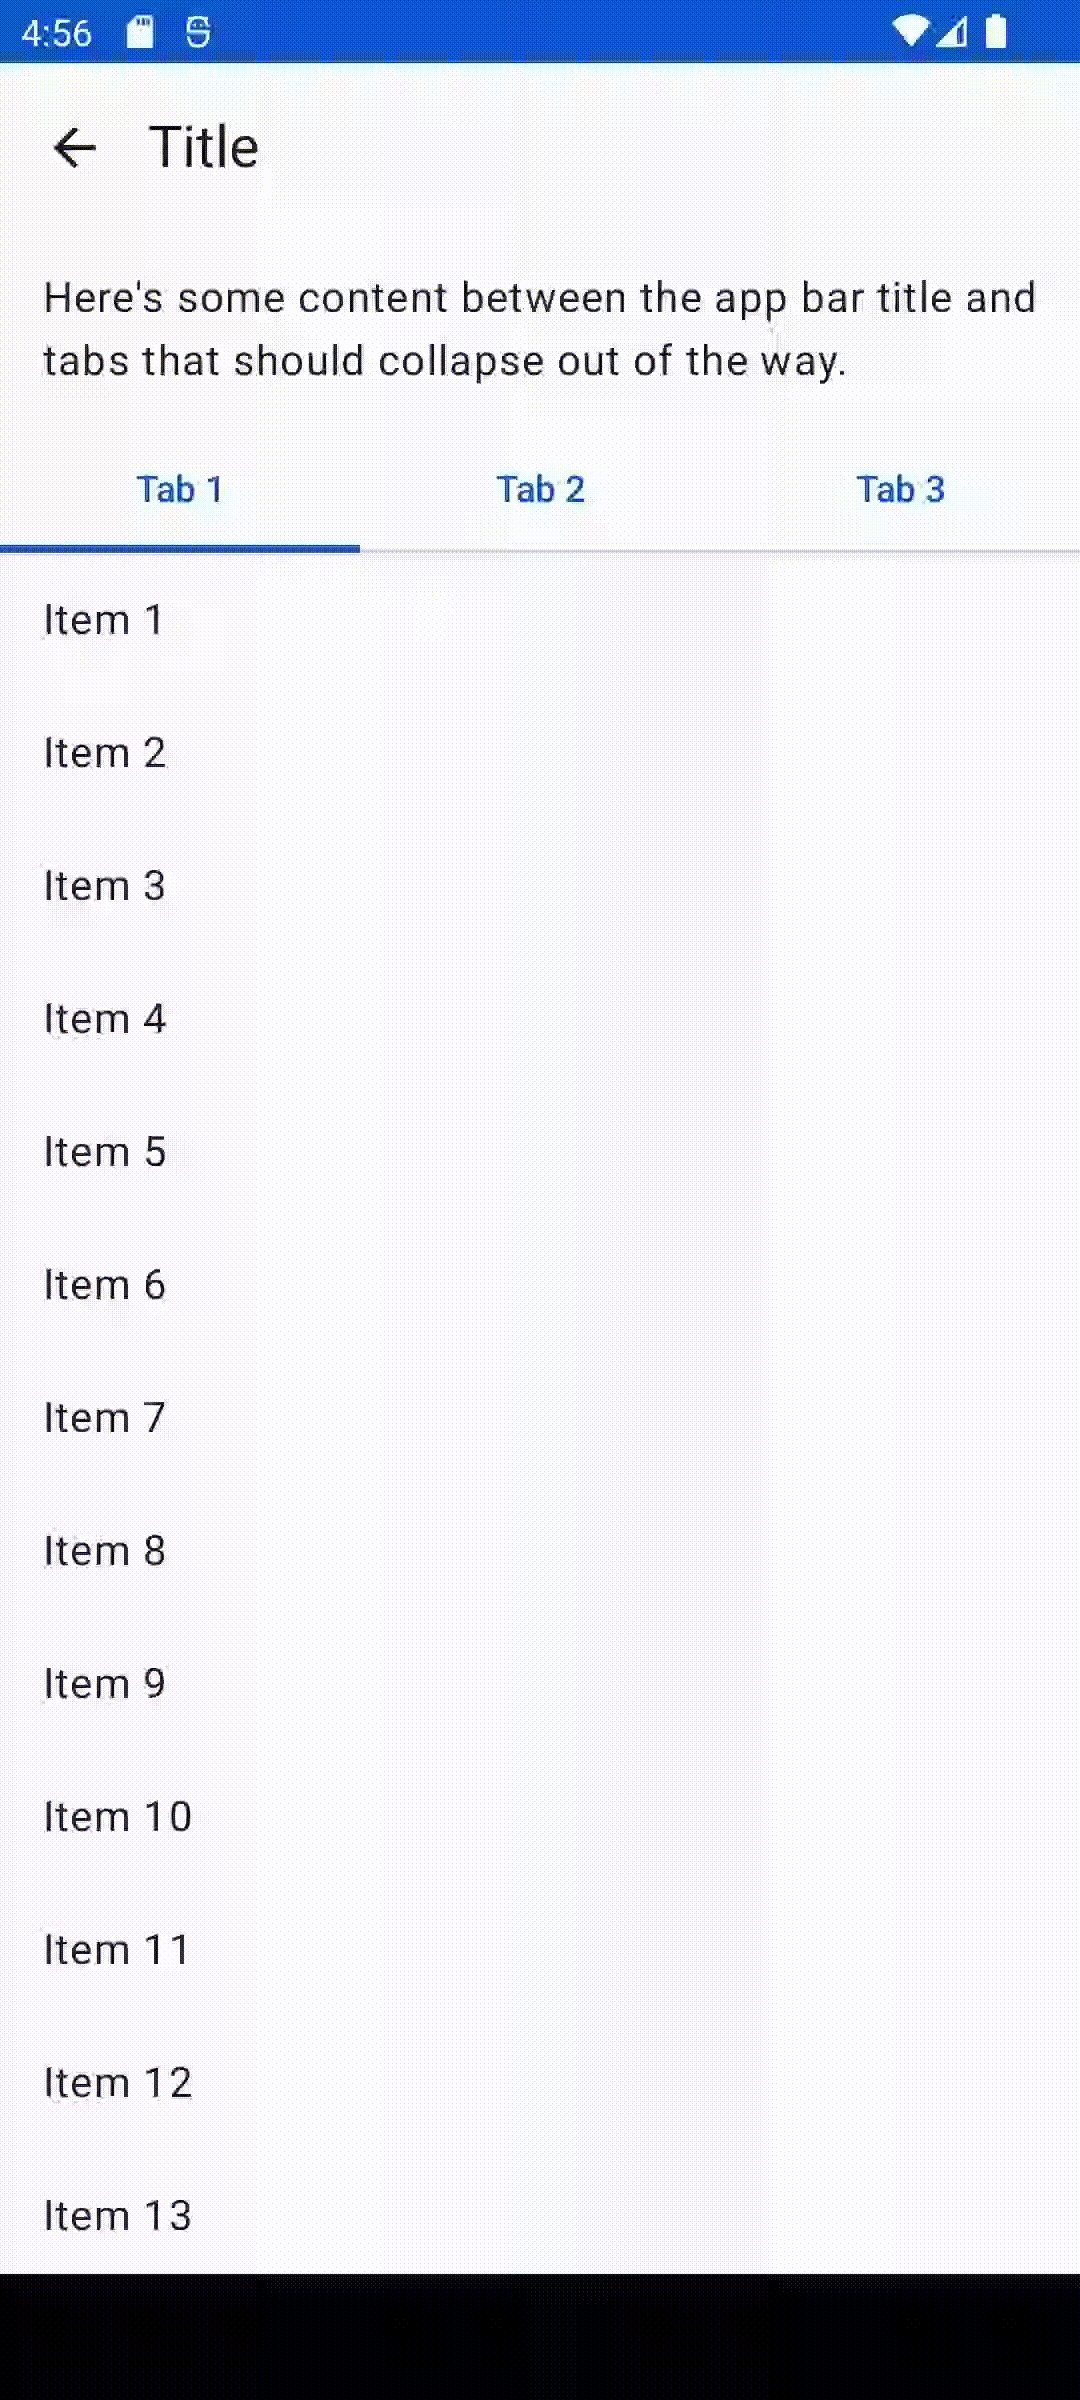 4:56
Title
Here's some content between the app bar title and
tabs that should collapse out of the way.
Tab 1 Tab 2 Tab 3
Item 1
Item 2
Item 3
Item 4
Item 5
Item 6
Item 7
Item 8
Item 9
Item 10
Item 11
Item 12
Item 13